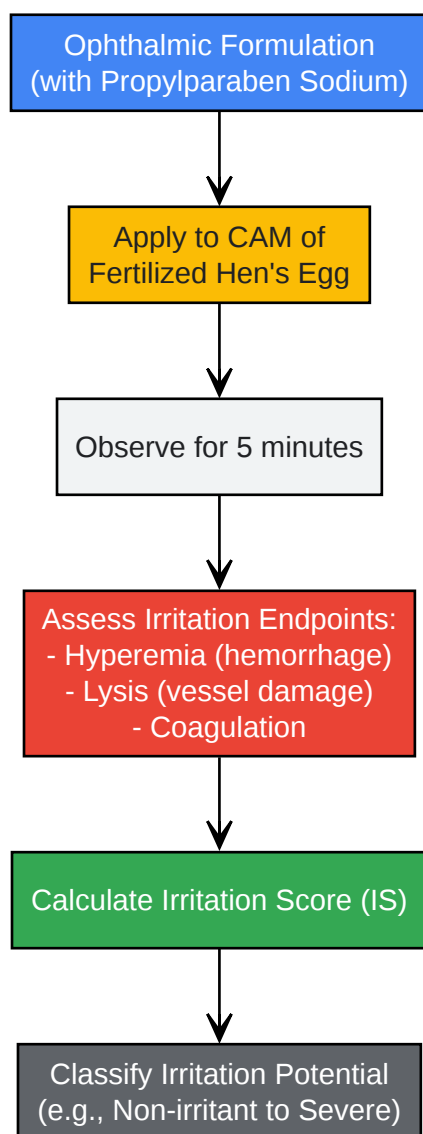 Ophthalmic Formulation
(with Propylparaben Sodium)
Apply to CAM of
Fertilized Hen's Egg
Observe for 5 minutes
Assess Irritation Endpoints:
- Hyperemia (hemorrhage)
- Lysis (vessel damage)
- Coagulation
Calculate Irritation Score (IS)
Classify Irritation Potential
(e.g., Non-irritant to Severe)